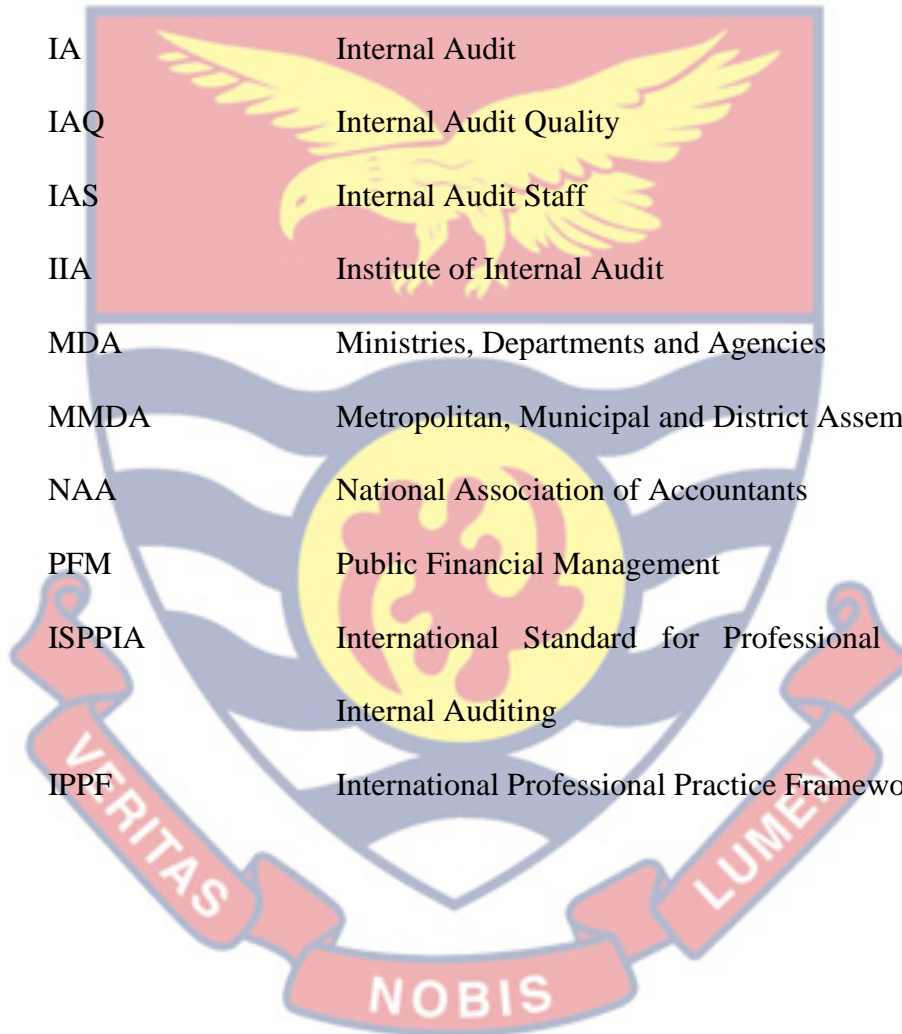 IA Internal Audit
IAQ Internal Audit Quality
IAS Internal Audit Staff
IIA Institute of Internal Audit
MDA Ministries, Departments and Agencies
MMDA Metropolitan, Municipal and District Assem
NAA National Association of Accountants
PFM Public Financial Management
ISPPIA International Standard for Professional
Internal Auditing
IPPF International Professional Practice Framewo
VERITAS NOBIS LUMEN